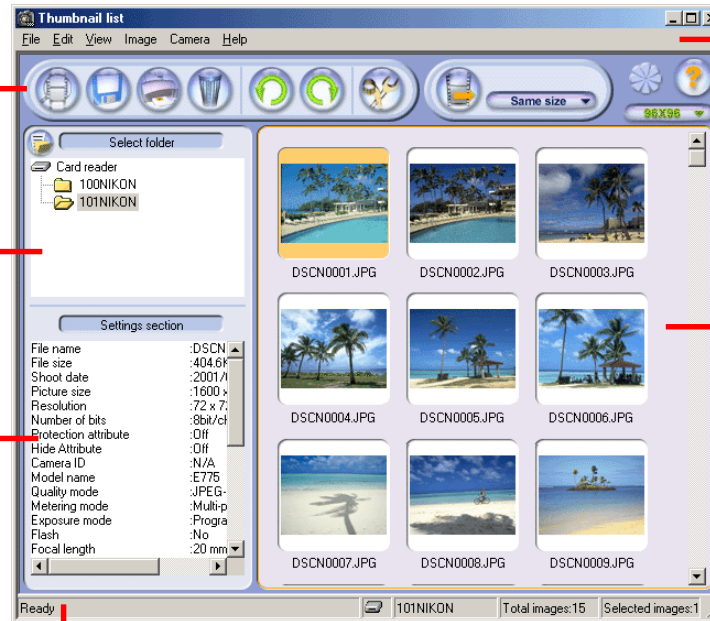 Thumbnail list
File Edit View Image Camera Help
Same size
96X96
Select folder
Card reader
100NIKON
101NIKON
DSCN0001.JPG DSCN0002.JPG DSCN0003.JPG
DSCN0004.JPG DSCN0005.JPG DSCN0006.JPG
DSCN0007.JPG DSCN0008.JPG DSCN0009.JPG
Settings section
File name :DSCN
File size :404.6K
Shoot date :2001/
Picture size :1600 x
Resolution :72 x 7
Number of bits :8bit/c
Protection attribute :Off
Hide Attribute :Off
Camera ID :N/A
Model name :E775
Quality mode :JPEG-
Metering mode :Multi-p
Exposure mode :Progra
Flash :No
Focal length :20 mm
Ready 101NIKON Total images:15 Selected images:1